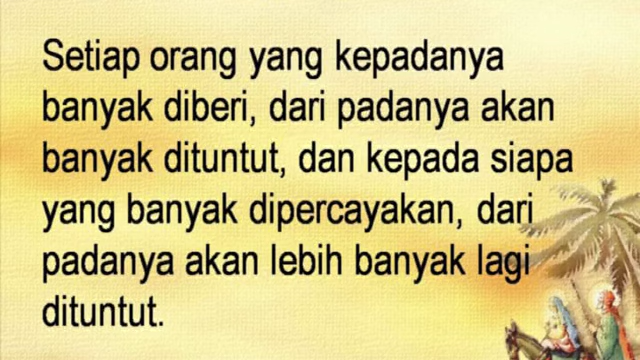 Setiap orang yang kepadanya
banyak diberi, dari padanya akan
banyak dituntut, dan kepada siapa
yang banyak dipercayakan, dari
padanya akan lebih banyak lagi
dituntut.